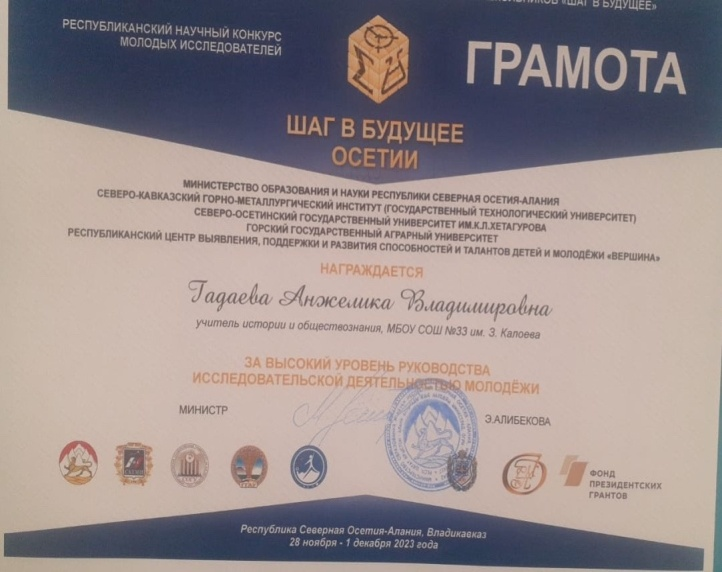 «ШАГ В БУДУЩЕЕ»
РЕСПУБЛИКАНСКИЙ НАУЧНЫЙ КОНКУРС
МОЛОДЫХ ИССЛЕДОВАТЕЛЕЙ
ГРАМОТА
ШАГ В БУДУЩЕЕ
ОСЕТИИ
МИНИСТЕРСТВО ОБРАЗОВАНИЯ И НАУКИ РЕСПУБЛИКИ СЕВЕРНАЯ ОСЕТИЯ-АЛАНИЯ
СЕВЕРО-КАВКАЗСКИЙ ГОРНО-МЕТАЛЛУРГИЧЕСКИЙ ИНСТИТУТ (ГОСУДАРСТВЕННЫЙ ТЕХНОЛОГИЧЕСКИЙ УНИВЕРСИТЕТ)
СЕВЕРО-ОСЕТИНСКИЙ ГОСУДАРСТВЕННЫЙ УНИВЕРСИТЕТ ИМ.К.Л.ХЕТАГУРОВА
ГОРСКИЙ ГОСУДАРСТВЕННЫЙ АГРАРНЫЙ УНИВЕРСИТЕТ
РЕСПУБЛИКАНСКИЙ ЦЕНТР ВЫЯВЛЕНИЯ, ПОДДЕРЖКИ И РАЗВИТИЯ СПОСОБНОСТЕЙ И ТАЛАНТОВ ДЕТЕЙ И МОЛОДЁЖИ «ВЕРШИНА»
НАГРАЖДАЕТСЯ
Гадаева Анжелика Владимировна
учитель истории и обществознания, МБОУ СОШ №33 им. З. Калоева
ЗА ВЫСОКИЙ УРОВЕНЬ РУКОВОДСТВА
ИССЛЕДОВАТЕЛЬСКОЙ ДЕЯТЕЛЬНОСТЬЮ МОЛОДЁЖИ
МИНИСТР
Э.АЛИБЕКОВА
ФОНД
ПРЕЗИДЕНТСКИХ
ГРАНТОВ
Республика Северная Осетия-Алания, Владикавказ
28 ноября - 1 декабря 2023 года